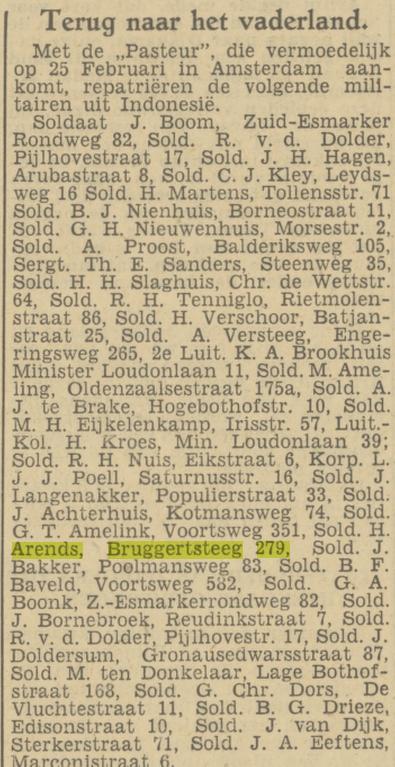 Terug naar het vaderland.
Met de „Pasteur”, die vermoedelijk
op 25 Februari in Amsterdam aan-
komt, repatriëren de volgende mili-
tairen uit Indonesië.
Soldaat J. Boom, Zuid-Esmarker
Rondweg 82, Sold. R. v. d. Dolder,
Pijlhovestraat 17, Sold. J. H. Hagen,
Arubastraat 8, Sold. C. J. Kley, Leyds-
weg 16 Sold. H. Martens, Tollensstr. 71
Sold. B. J. Nienhuis, Borneostraat 11,
Sold. G. H. Nieuwenhuis, Morsestr. 2,
Sold. A. Proost, Balderiksweg 105,
Sergt. Th. E. Sanders, Steenweg 35,
Sold. H. H. Slaghuis, Chr. de Wettstr.
64, Sold. R. H. Tenniglo, Rietmolen-
straat 86, Sold. H. Verschoor, Batjan-
straat 25, Sold. A. Versteeg, Enge-
ringsweg 265, 2e Luit. K. A. Brookhuis
Minister Loudonlaan 11, Sold. M. Ame-
ling, Oldenzaalsestraat 175a, Sold. A.
J. te Brake, Hogebothofstr. 10, Sold.
M. H. Eijkelenkamp, Irisstr. 57, Luit.-
Kol. H. Kroes, Min. Loudonlaan 39;
Sold. R. H. Nuis, Eikstraat 6, Korp. L.
J. J. Poell, Saturnusstr. 16, Sold. J.
Langenakker, Populierstraat 33, Sold.
J. Achterhuis, Kotmansweg 74, Sold.
G. T. Amelink, Voortsweg 351, Sold. H.
Arends, Bruggertsteeg 279, Sold. J.
Bakker, Poolmansweg 83, Sold. B. F.
Baveld, Voortsweg 582, Sold. G. A.
Boonk, Z.-Esmarkerrondweg 82, Sold.
J. Bornebroek, Reudinkstraat 7, Sold.
R. v. d. Dolder, Pijlhovestr. 17, Sold. J.
Doldersum, Gronausedwarsstraat 87,
Sold. M. ten Donkelaar, Lage Bothof-
straat 168, Sold. G. Chr. Dors, De
Vluchtestraat 11, Sold. B. G. Drieze,
Edisonstraat 10, Sold. J. van Dijk,
Sterkerstraat 71, Sold. J. A. Eeftens,
Marconistraat 6.